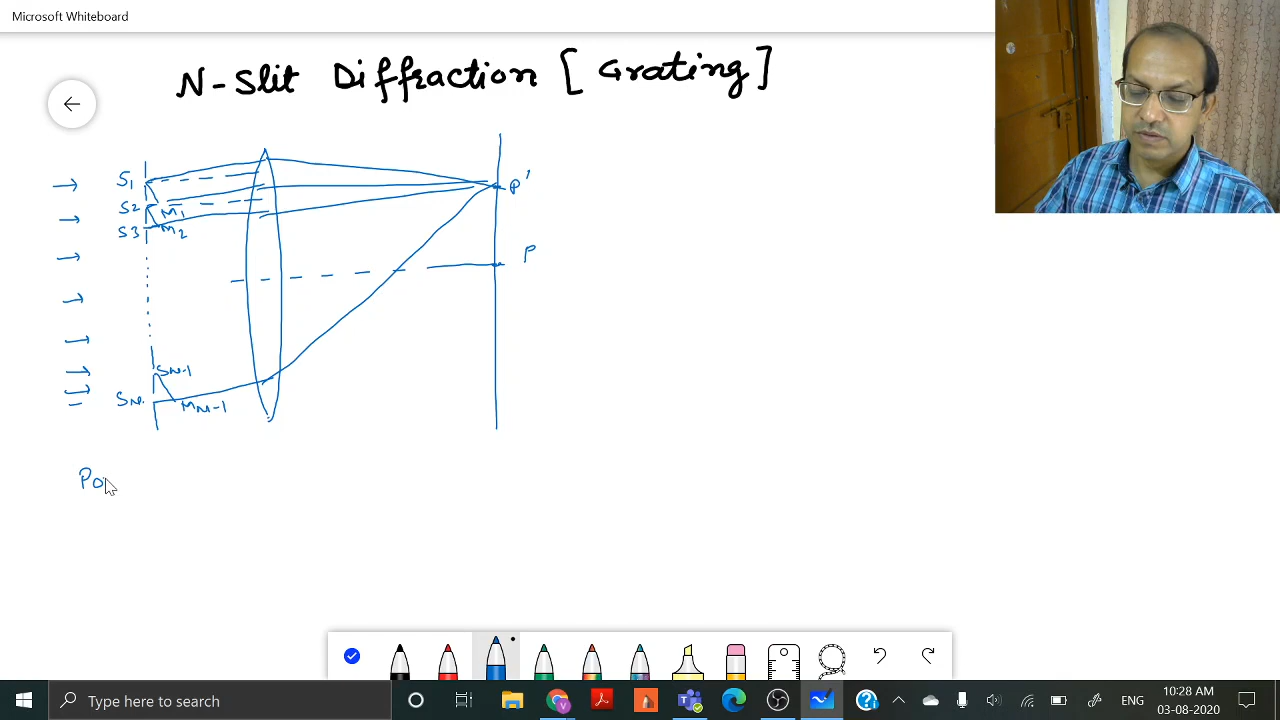 Microsoft Whiteboard
N-Slit Diffraction [Grating]
S1
S2
M1
S3
M2
P'
P
SN-1
SN
MN-1
Po
Type here to search
ENG
10:28 AM
03-08-2020